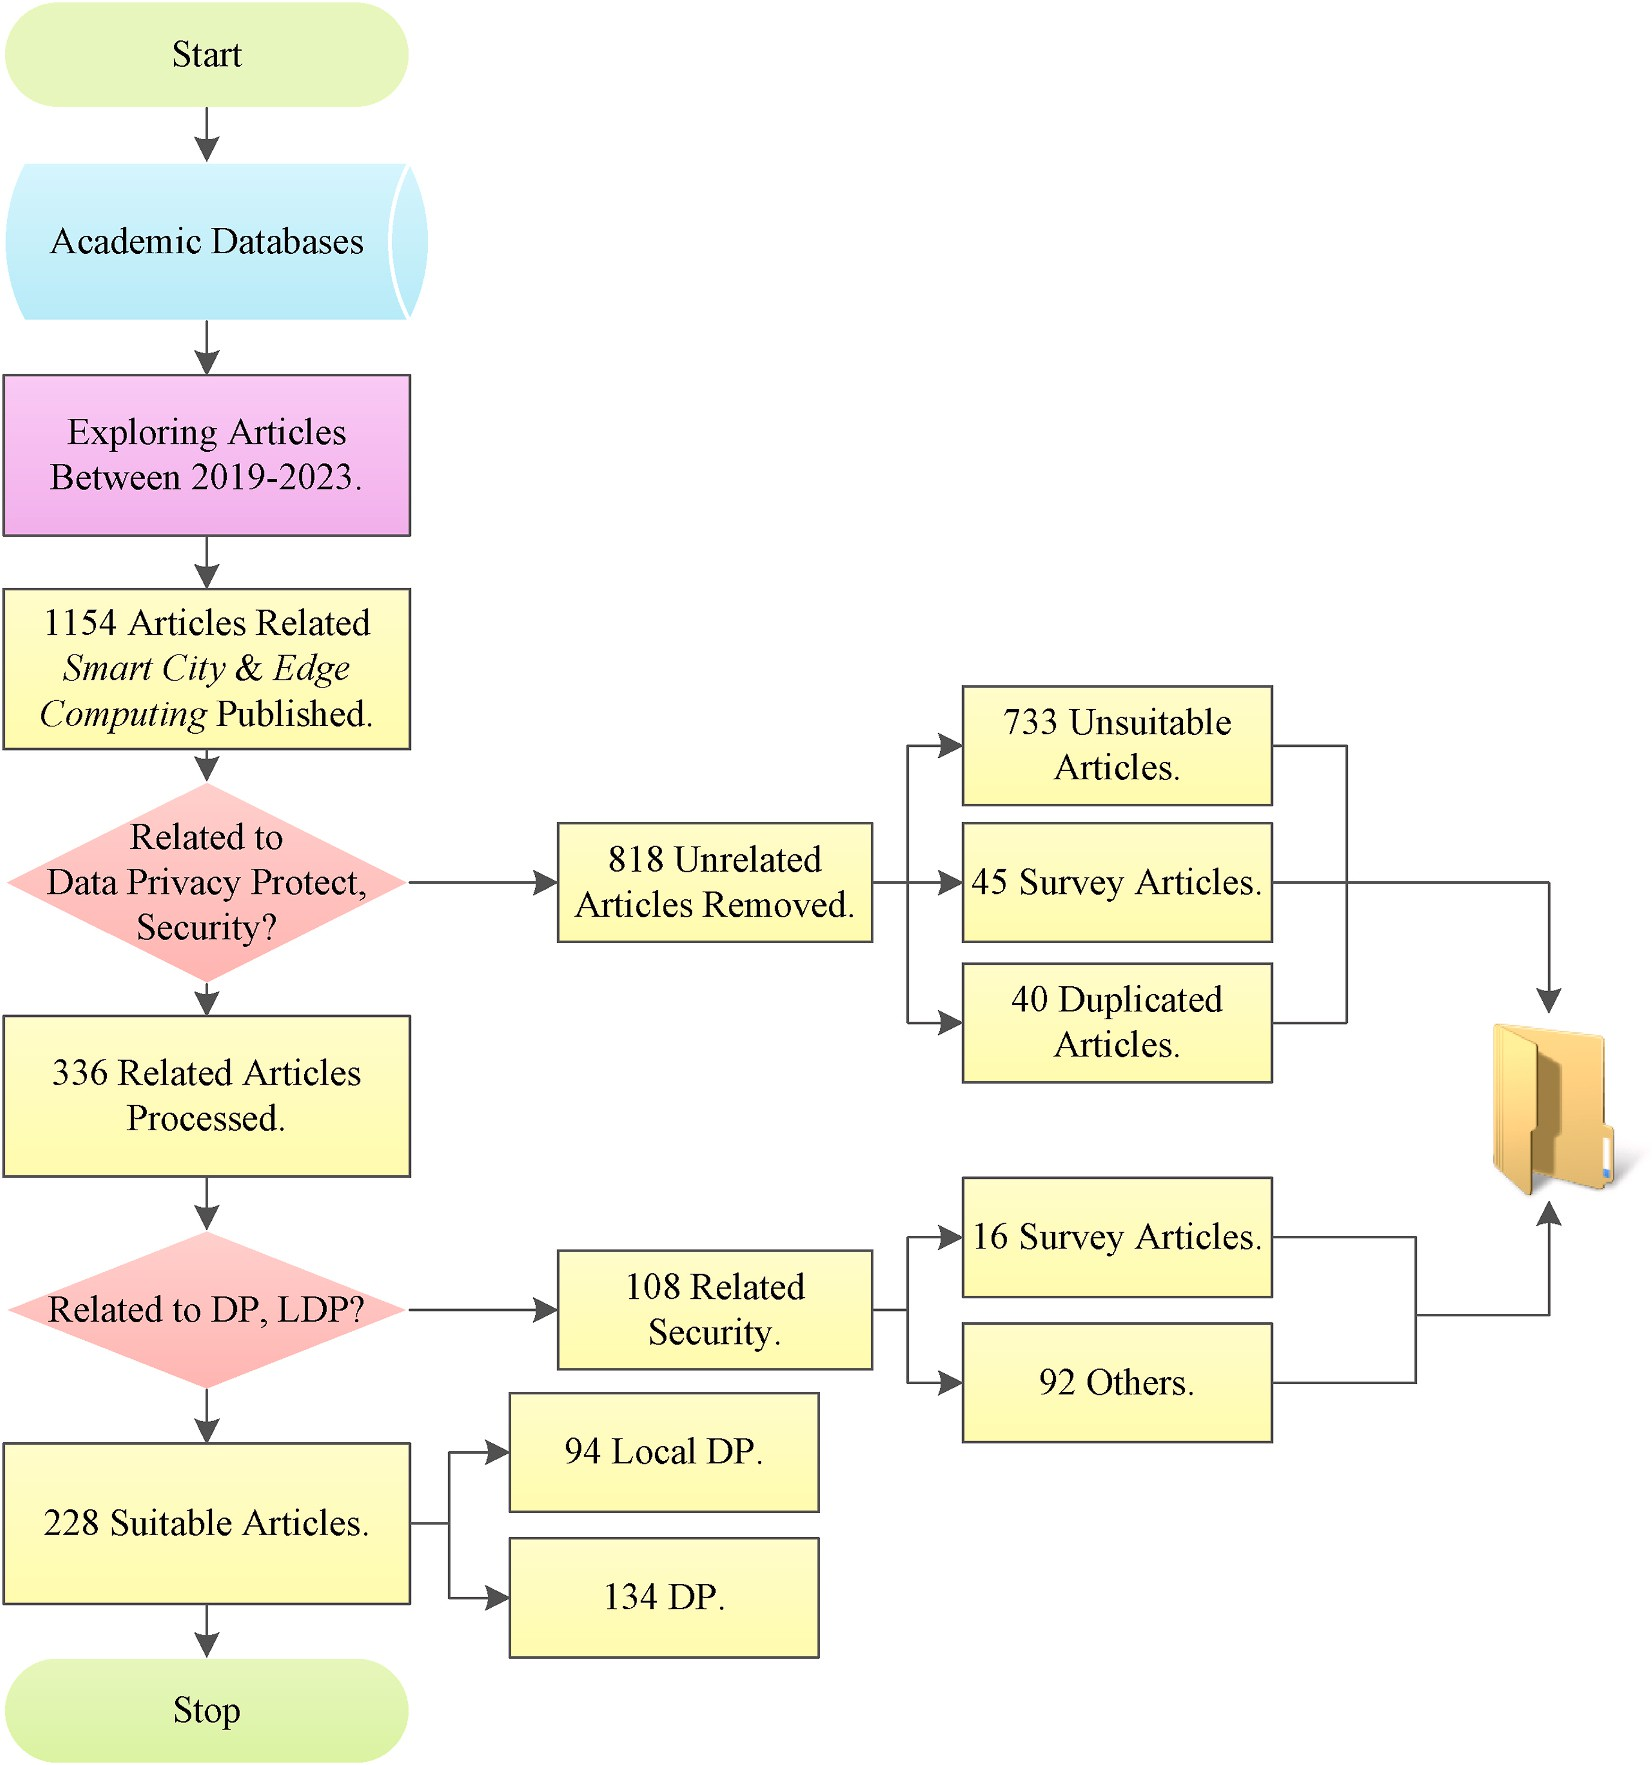 Start
Academic Databases
Exploring Articles
Between 2019-2023.
1154 Articles Related
Smart City & Edge
Computing Published.
Related to
Data Privacy Protect,
Security?
818 Unrelated
Articles Removed.
733 Unsuitable
Articles.
45 Survey Articles.
40 Duplicated
Articles.
336 Related Articles
Processed.
Related to DP, LDP?
108 Related
Security.
16 Survey Articles.
92 Others.
228 Suitable Articles.
94 Local DP.
134 DP.
Stop